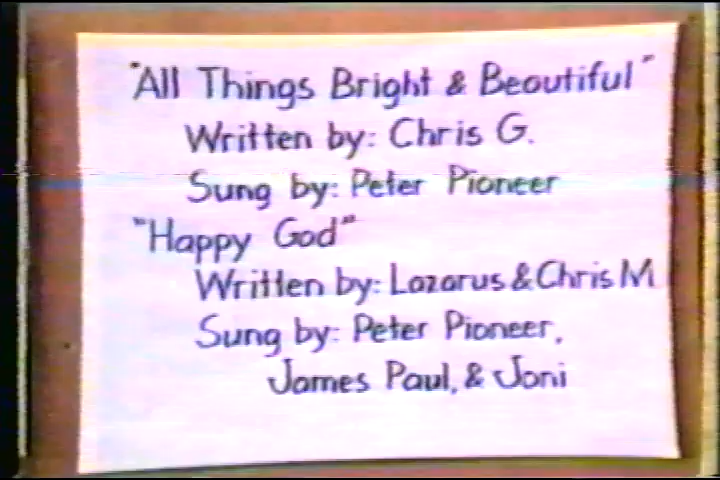 "All Things Bright & Beautiful"
Written by: Chris G.
Sung by: Peter Pioneer
"Happy God"
Written by: Lazarus & Chris M
Sung by: Peter Pioneer,
James Paul, & Joni